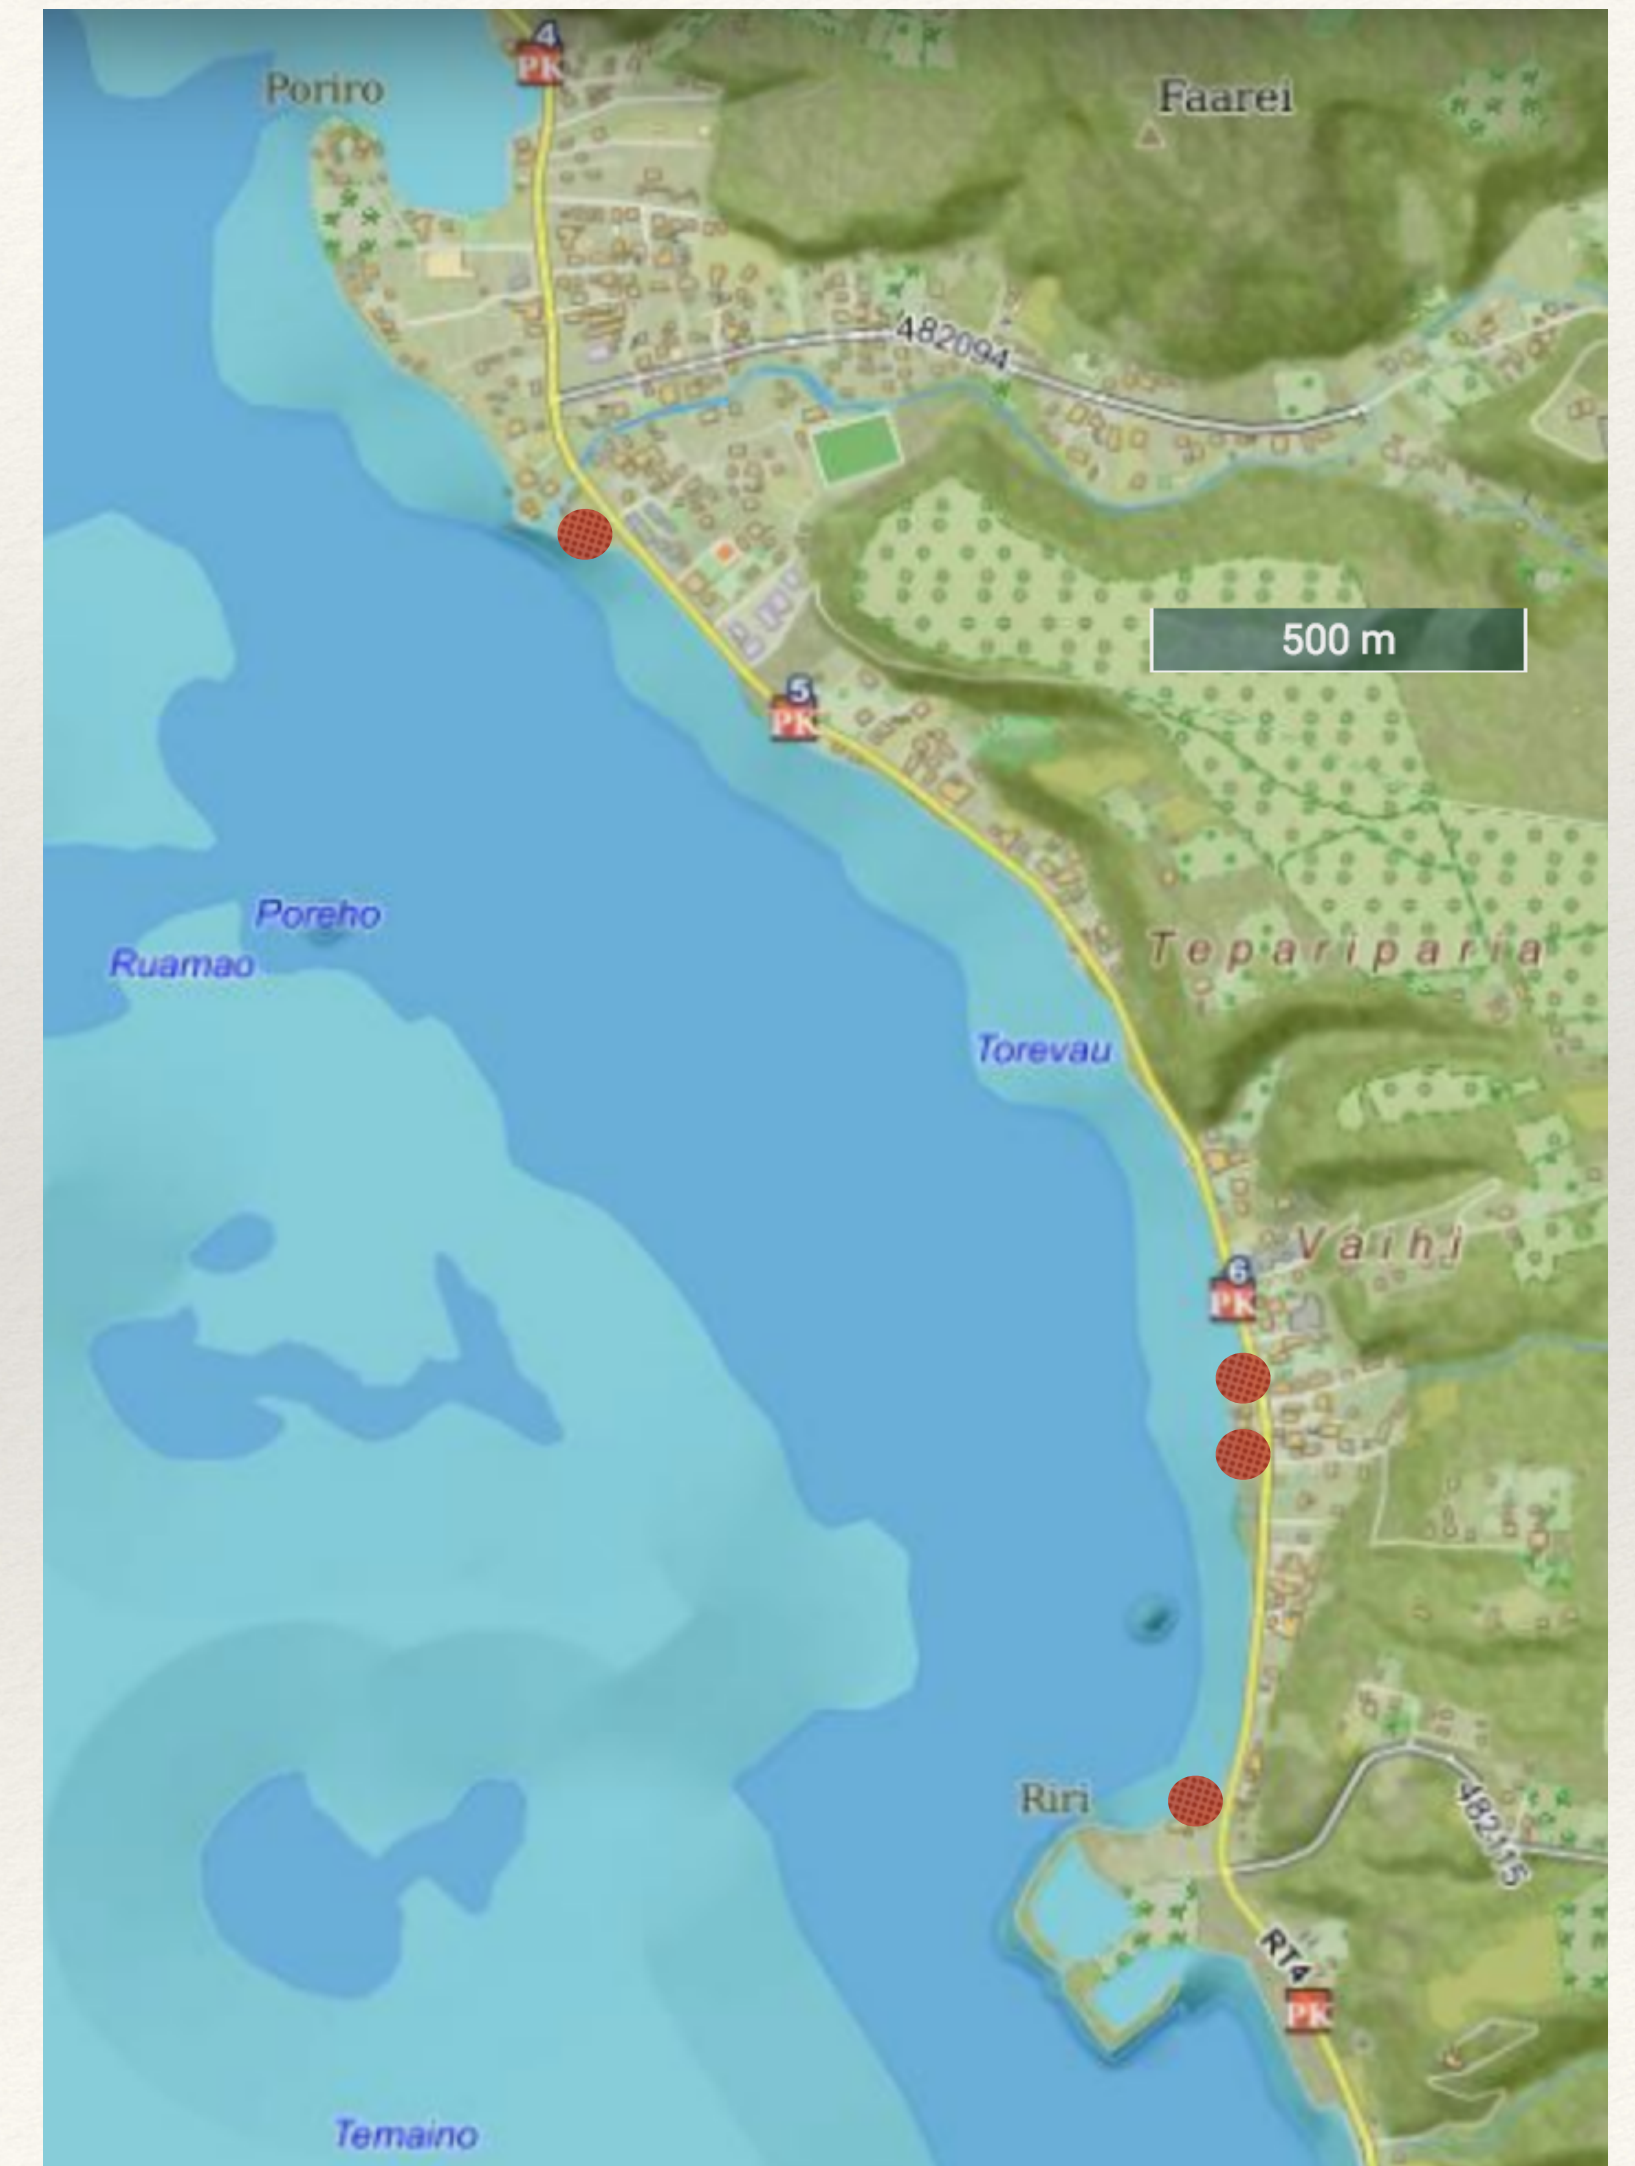 4
PK
Poriro
Faarei
482094
500 m
5
PK
Poreho
Ruamao
Tepariparia
Torevau
Vaihi
6
PK
Riri
482115
RT4
PK
Temaino